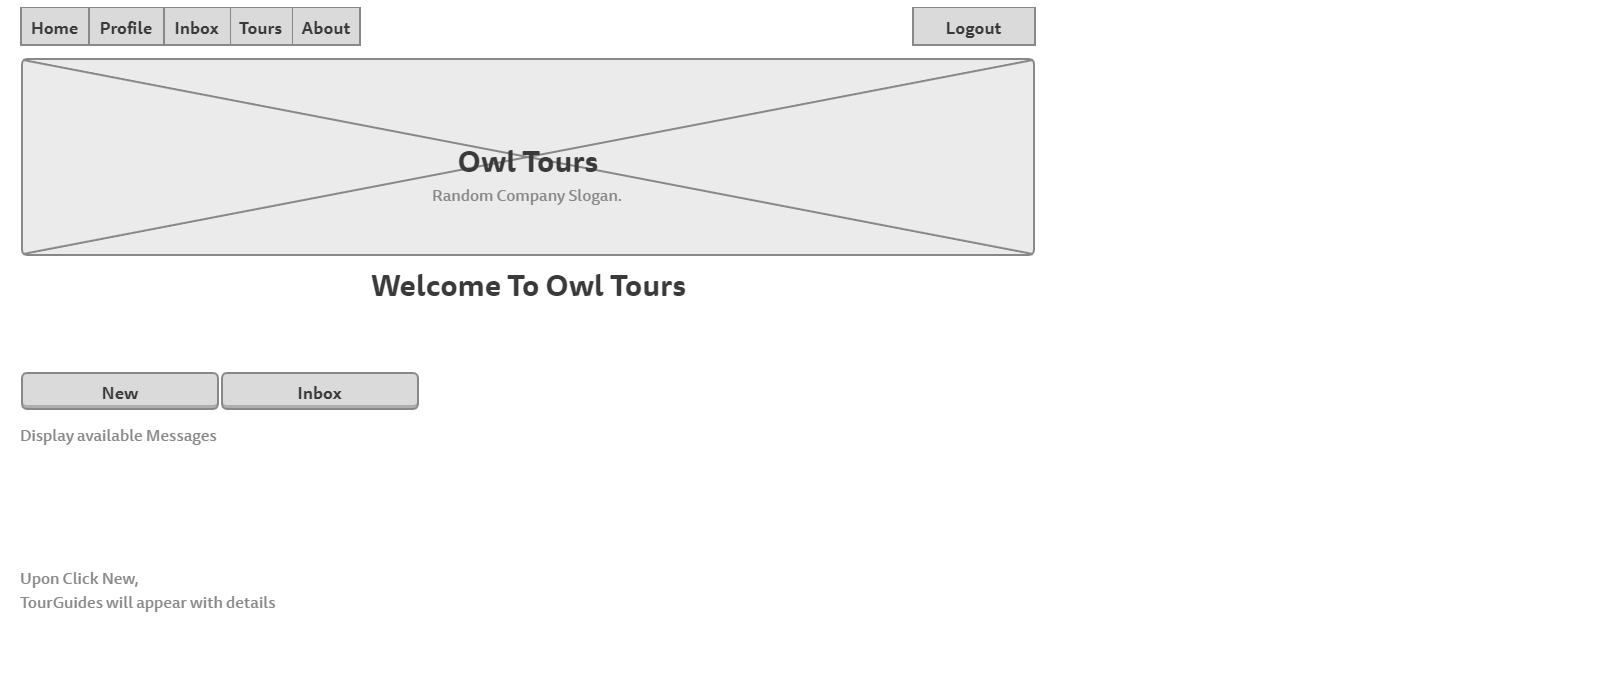 Home Profile Inbox Tours About Logout
Owl Tours
Random Company Slogan.
Welcome To Owl Tours
New Inbox
Display available Messages
Upon Click New,
TourGuides will appear with details